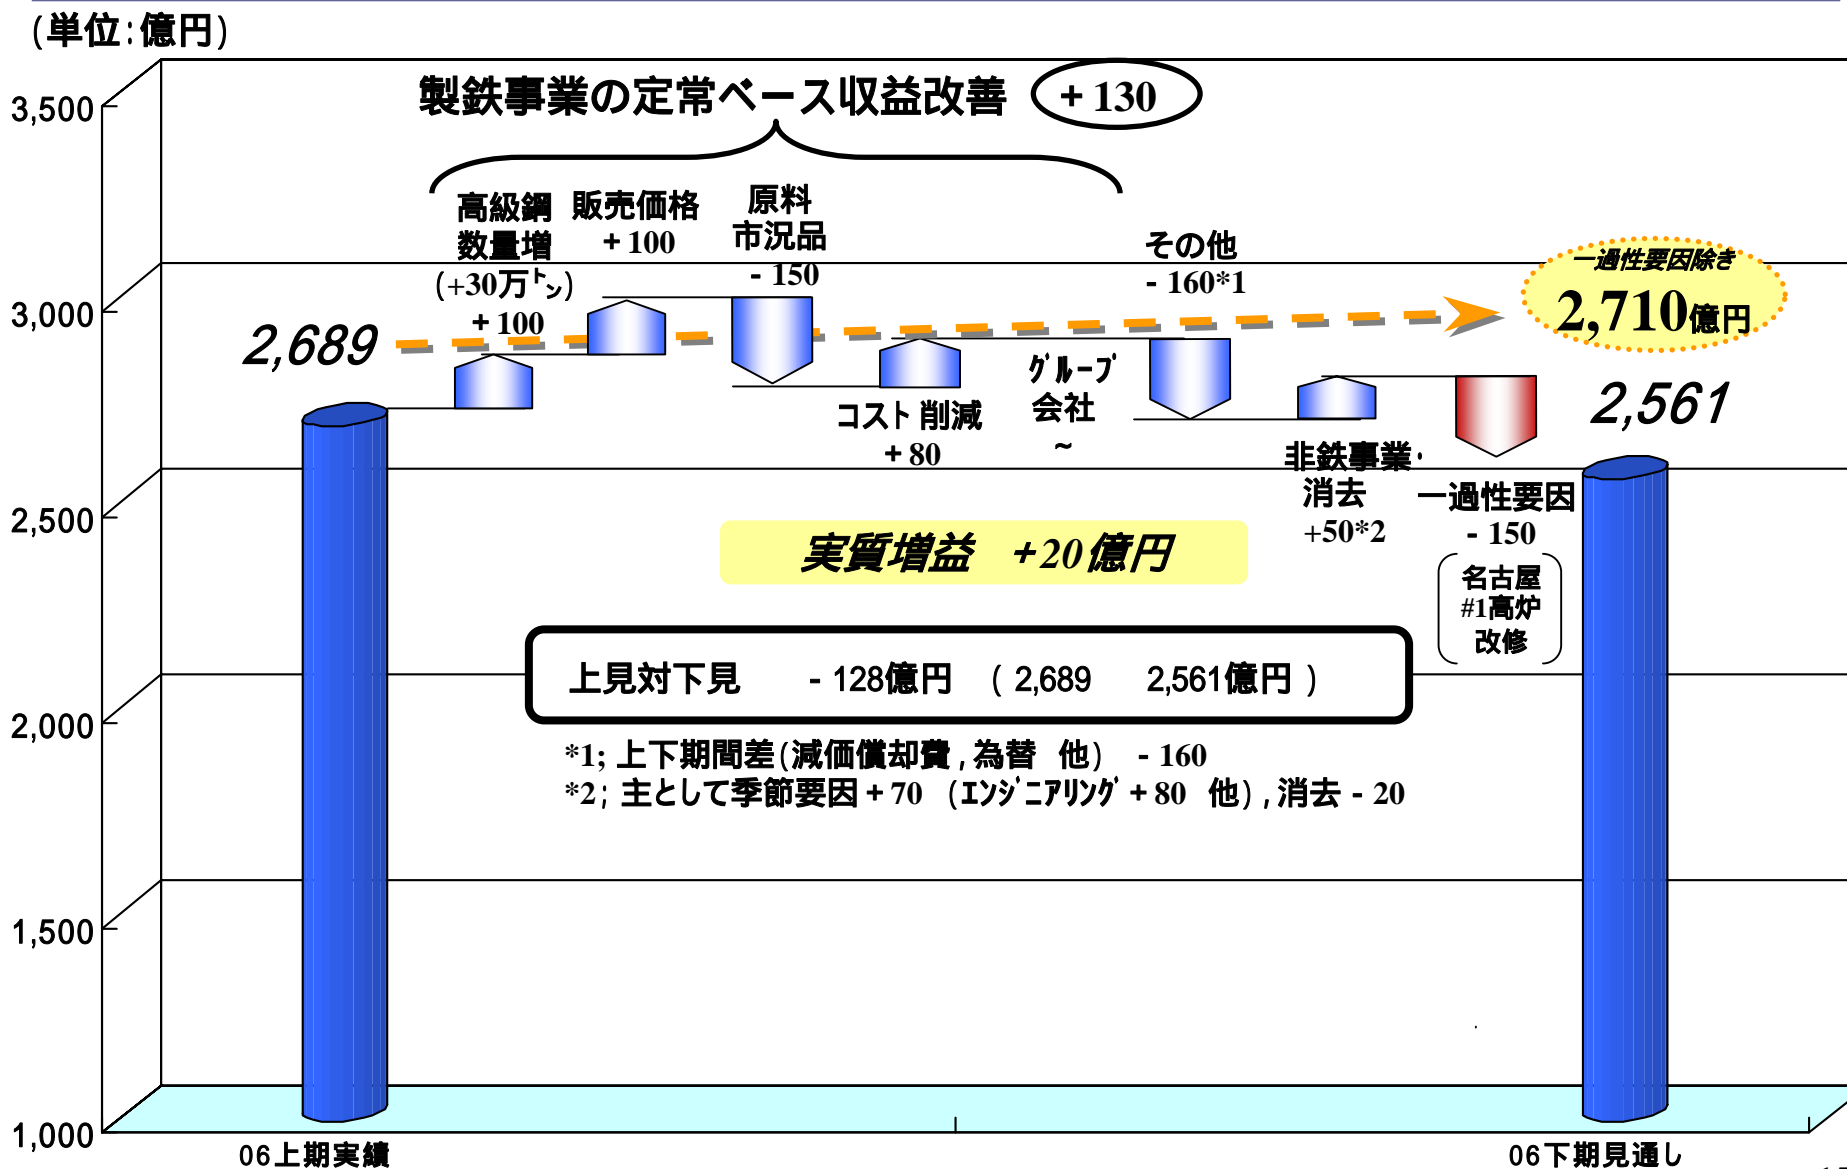 (単位:億円)
製鉄事業の定常ベース収益改善
+130
3,500
3,000
2,500
2,000
1,500
1,000
高級鋼
数量増
(+30万㌧)
+100
販売価格
+100
原料
市況品
- 150
コスト削減
+80
グループ
会社
~
その他
- 160*1
非鉄事業・
消去
+50*2
一過性要因
- 150
名古屋
#1高炉
改修
一過性要因除き
2,710億円
2,689
2,561
実質増益 +20億円
上見対下見 - 128億円 (2,689 2,561億円)
*1; 上下期間差(減価償却費,為替 他) - 160
*2; 主として季節要因+70 (エンジニアリング+80 他),消去 - 20
06上期実績
06下期見通し